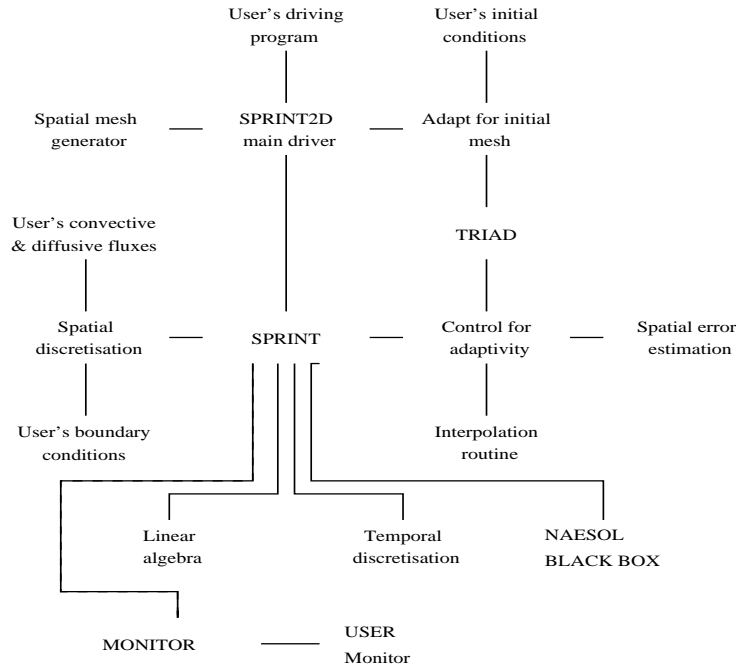 User's driving
program
User's initial
conditions
Spatial mesh
generator
SPRINT2D
main driver
Adapt for initial
mesh
User's convective
& diffusive fluxes
TRIAD
Spatial
discretisation
SPRINT
Control for
adaptivity
Spatial error
estimation
User's boundary
conditions
Interpolation
routine
Linear
algebra
Temporal
discretisation
NAESOL
BLACK BOX
MONITOR
USER
Monitor